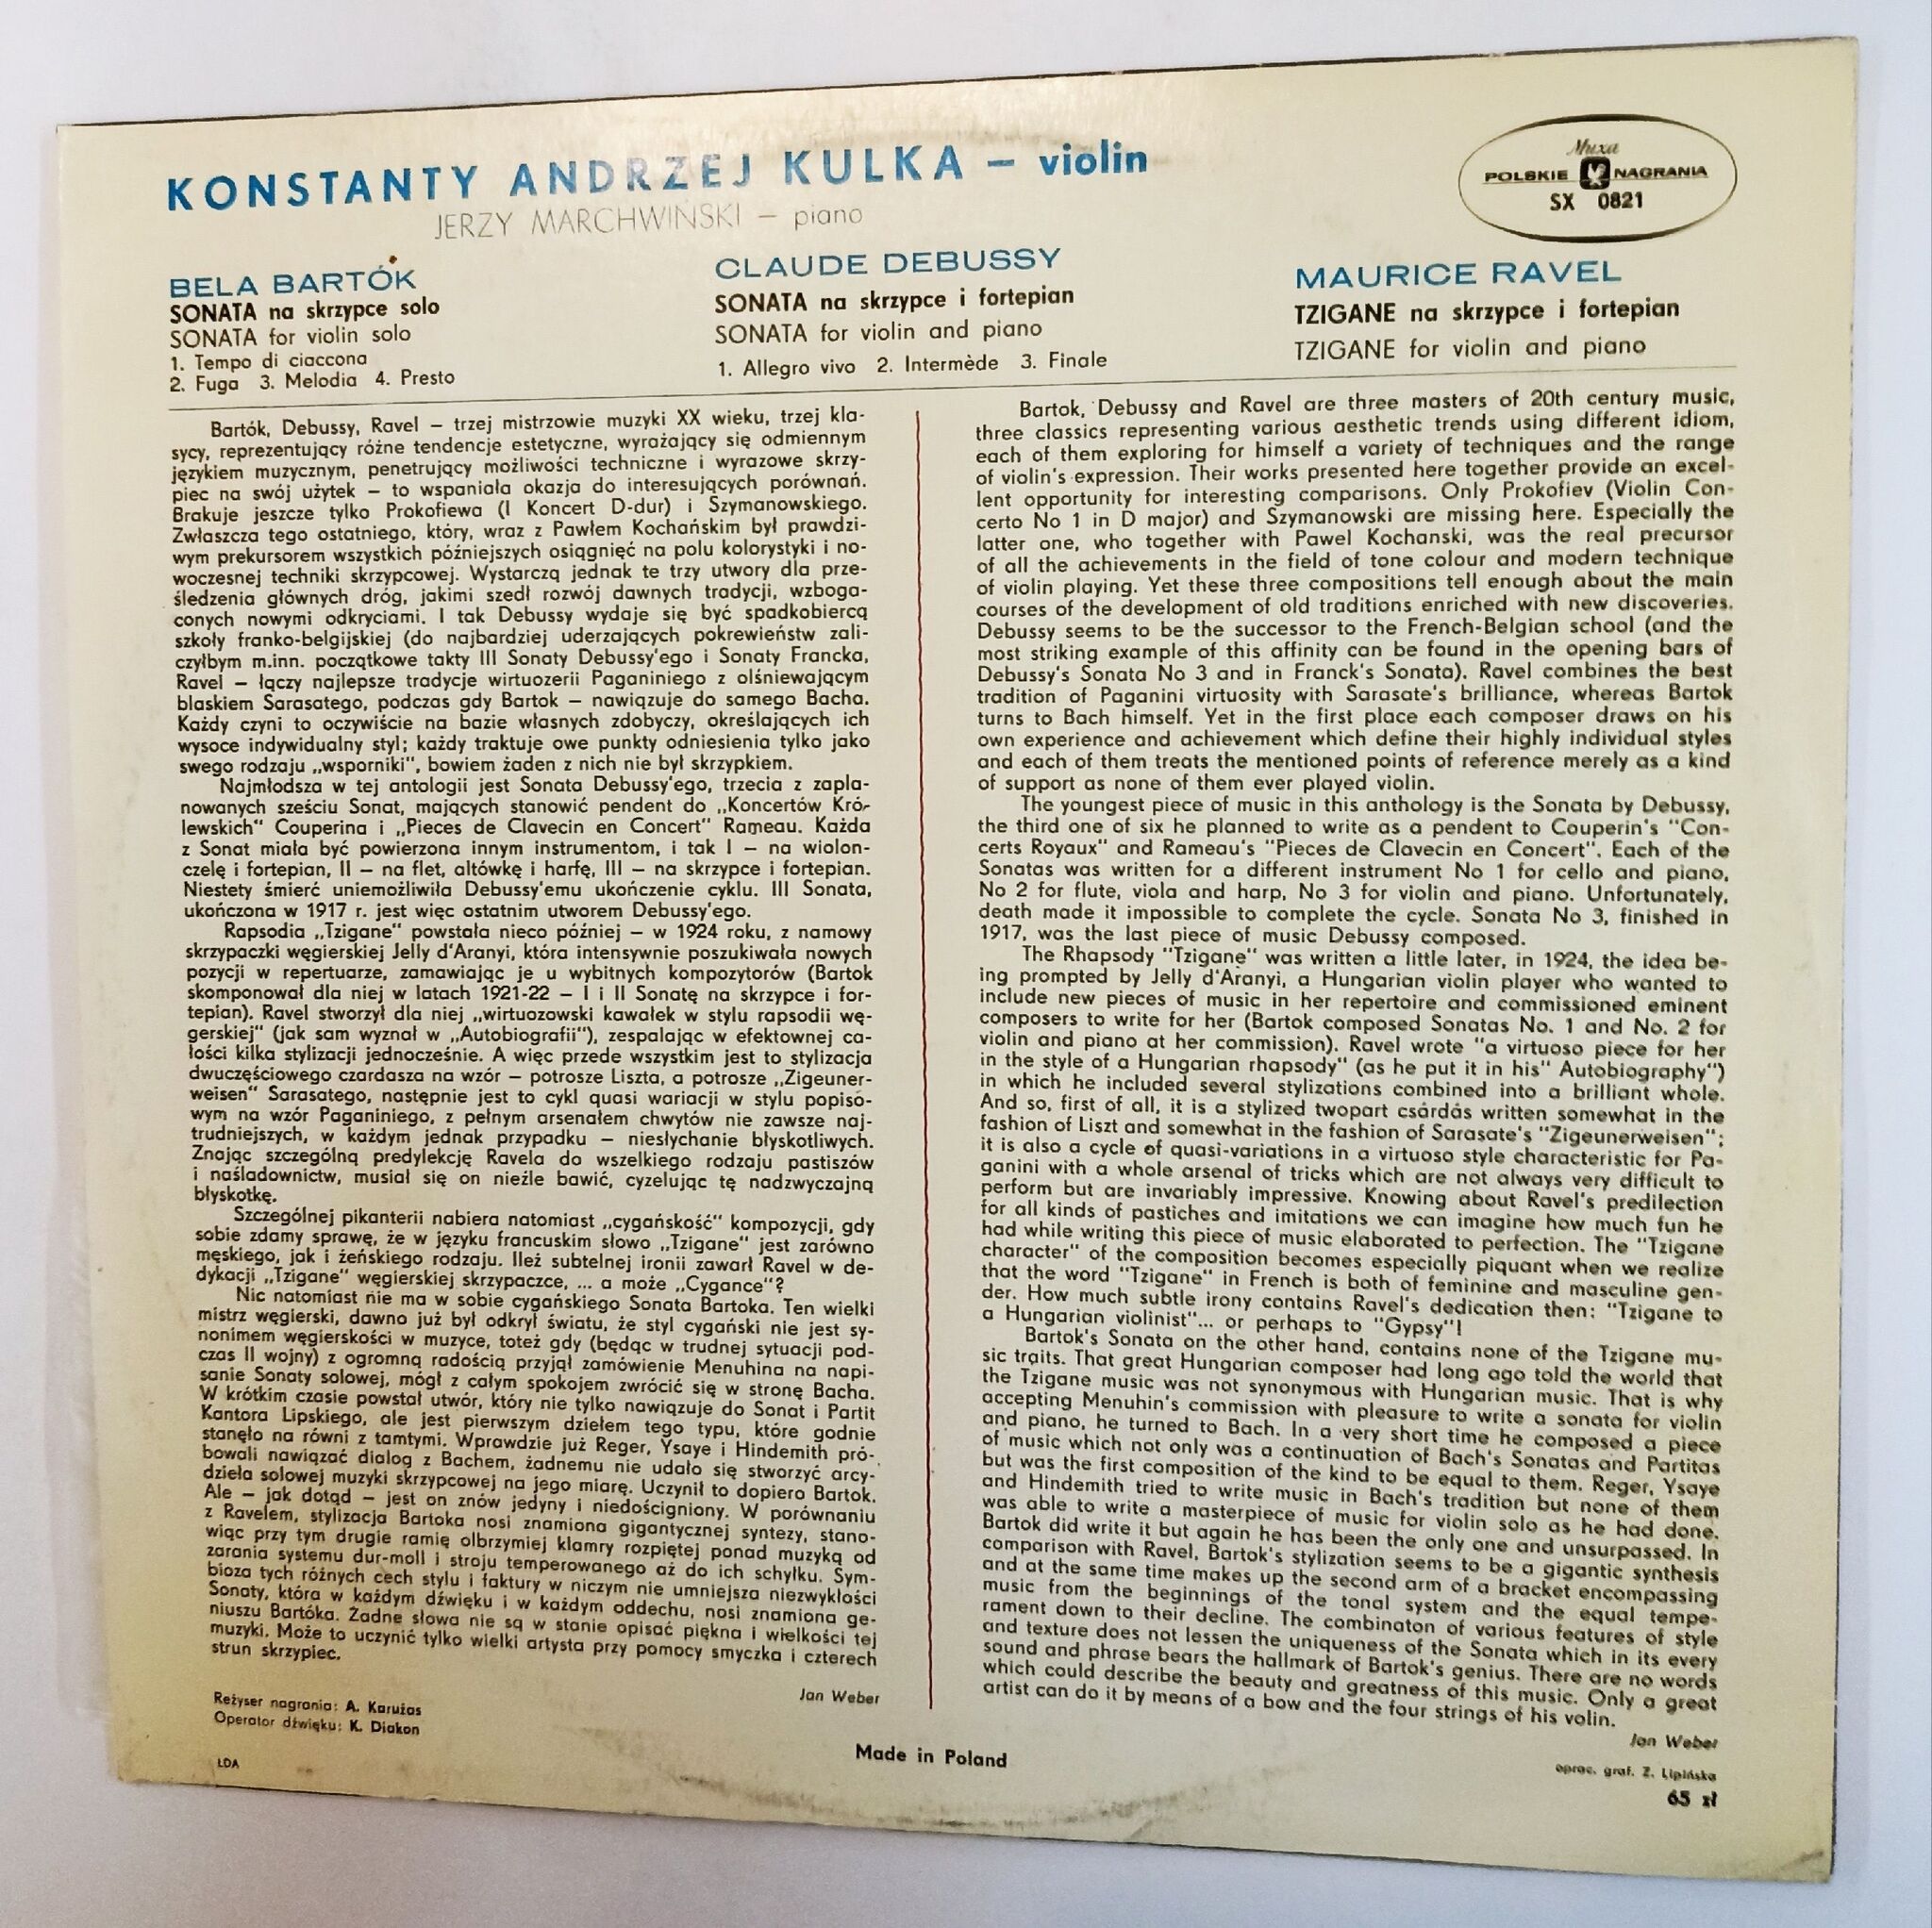 KONSTANTY ANDRZEJ KULKA – violin
JERZY MARCHWIŃSKI – piano
Muza
POLSKIE NAGRANIA
SX 0821
BELA BARTÓK
SONATA na skrzypce solo
SONATA for violin solo
1. Tempo di ciaccona
2. Fuga 3. Melodia 4. Presto
CLAUDE DEBUSSY
SONATA na skrzypce i fortepian
SONATA for violin and piano
1. Allegro vivo 2. Intermède 3. Finale
MAURICE RAVEL
TZIGANE na skrzypce i fortepian
TZIGANE for violin and piano
Bartók, Debussy, Ravel – trzej mistrzowie muzyki XX wieku, trzej kla-
sycy, reprezentujący różne tendencje estetyczne, wyrażający się odmiennym
językiem muzycznym, penetrujący możliwości techniczne i wyrazowe skrzy-
piec na swój użytek – to wspaniała okazja do interesujących porównań.
Brakuje jeszcze tylko Prokofiewa (I Koncert D-dur) i Szymanowskiego.
Zwłaszcza tego ostatniego, który, wraz z Pawłem Kochańskim był prawdzi-
wym prekursorem wszystkich późniejszych osiągnięć na polu kolorystyki i no-
woczesnej techniki skrzypcowej. Wystarczą jednak te trzy utwory dla prze-
śledzenia głównych dróg, jakimi szedł rozwój dawnych tradycji, wzboga-
conych nowymi odkryciami. I tak Debussy wydaje się być spadkobiercą
szkoły franko-belgijskiej (do najbardziej uderzających pokrewieństw zali-
czyłbym m.inn. początkowe takty III Sonaty Debussy'ego i Sonaty Francka,
Ravel – łączy najlepsze tradycje wirtuozerii Paganiniego z olśniewającym
blaskiem Sarasatego, podczas gdy Bartok – nawiązuje do samego Bacha.
Każdy czyni to oczywiście na bazie własnych zdobyczy, określających ich
wysoce indywidualny styl; każdy traktuje owe punkty odniesienia tylko jako
swego rodzaju „wsporniki", bowiem żaden z nich nie był skrzypkiem.
Najmłodsza w tej antologii jest Sonata Debussy'ego, trzecia z zapla-
nowanych sześciu Sonat, mających stanowić pendent do „Koncertów Kró-
lewskich" Couperina i „Pieces de Clavecin en Concert" Rameau. Każda
z Sonat miała być powierzona innym instrumentom, i tak I – na wiolon-
czelę i fortepian, II – na flet, altówkę i harfę, III – na skrzypce i fortepian.
Niestety śmierć uniemożliwiła Debussy'emu ukończenie cyklu. III Sonata,
ukończona w 1917 r. jest więc ostatnim utworem Debussy'ego.
Rapsodia „Tzigane" powstała nieco później – w 1924 roku, z namowy
skrzypaczki węgierskiej Jelly d'Aranyi, która intensywnie poszukiwała nowych
pozycji w repertuarze, zamawiając je u wybitnych kompozytorów (Bartok
skomponował dla niej w latach 1921-22 – I i II Sonatę na skrzypce i for-
tepian). Ravel stworzył dla niej „wirtuozowski kawałek w stylu rapsodii wę-
gierskiej" (jak sam wyznał w „Autobiografii"), zespalając w efektownej ca-
łości kilka stylizacji jednocześnie. A więc przede wszystkim jest to stylizacja
dwuczęściowego czardasza na wzór – potrosze Liszta, a potrosze „Zigeuner-
weisen" Sarasatego, następnie jest to cykl quasi wariacji w stylu popiso-
wym na wzór Paganiniego, z pełnym arsenałem chwytów nie zawsze naj-
trudniejszych, w każdym jednak przypadku – niesłychanie błyskotliwych.
Znając szczególną predylekcję Ravela do wszelkiego rodzaju pastiszów
i naśladownictw, musiał się on nieźle bawić, cyzelując tę nadzwyczajną
błyskotkę.
Szczególnej pikanterii nabiera natomiast „cygańskość" kompozycji, gdy
sobie zdamy sprawę, że w języku francuskim słowo „Tzigane" jest zarówno
męskiego, jak i żeńskiego rodzaju. Ileż subtelnej ironii zawarł Ravel w de-
dykacji „Tzigane" węgierskiej skrzypaczce, ... a może „Cygance"?
Nic natomiast nie ma w sobie cygańskiego Sonata Bartoka. Ten wielki
mistrz węgierski, dawno już był odkrył światu, że styl cygański nie jest sy-
nonimem węgierskości w muzyce, toteż gdy (będąc w trudnej sytuacji pod-
czas II wojny) z ogromną radością przyjął zamówienie Menuhina na napi-
sanie Sonaty solowej, mógł z całym spokojem zwrócić się w stronę Bacha.
W krótkim czasie powstał utwór, który nie tylko nawiązuje do Sonat i Partit
Kantora Lipskiego, ale jest pierwszym dziełem tego typu, które godnie
stanęło na równi z tamtymi. Wprawdzie już Reger, Ysaye i Hindemith pró-
bowali nawiązać dialog z Bachem, żadnemu nie udało się stworzyć arcy-
dzieła solowej muzyki skrzypcowej na jego miarę. Uczynił to dopiero Bartok.
Ale – jak dotąd – jest on znów jedyny i niedościgniony. W porównaniu
z Ravelem, stylizacja Bartoka nosi znamiona gigantycznej syntezy, stano-
wiąc przy tym drugie ramię olbrzymiej klamry rozpiętej ponad muzyką od
zarania systemu dur-moll i stroju temperowanego aż do ich schyłku. Sym-
bioza tych różnych cech stylu i faktury w niczym nie umniejsza niezwykłości
Sonaty, która w każdym dźwięku i w każdym oddechu, nosi znamiona ge-
niuszu Bartóka. Żadne słowa nie są w stanie opisać piękna i wielkości tej
muzyki. Może to uczynić tylko wielki artysta przy pomocy smyczka i czterech
strun skrzypiec.
Jan Weber
Reżyser nagrania: A. Karużas
Operator dźwięku: K. Diakon
LDA
Bartok, Debussy and Ravel are three masters of 20th century music,
three classics representing various aesthetic trends using different idiom,
each of them exploring for himself a variety of techniques and the range
of violin's expression. Their works presented here together provide an excel-
lent opportunity for interesting comparisons. Only Prokofiev (Violin Con-
certo No 1 in D major) and Szymanowski are missing here. Especially the
latter one, who together with Pawel Kochanski, was the real precursor
of all the achievements in the field of tone colour and modern technique
of violin playing. Yet these three compositions tell enough about the main
courses of the development of old traditions enriched with new discoveries.
Debussy seems to be the successor to the French-Belgian school (and the
most striking example of this affinity can be found in the opening bars of
Debussy's Sonata No 3 and in Franck's Sonata). Ravel combines the best
tradition of Paganini virtuosity with Sarasate's brilliance, whereas Bartok
turns to Bach himself. Yet in the first place each composer draws on his
own experience and achievement which define their highly individual styles
and each of them treats the mentioned points of reference merely as a kind
of support as none of them ever played violin.
The youngest piece of music in this anthology is the Sonata by Debussy,
the third one of six he planned to write as a pendent to Couperin's "Con-
certs Royaux" and Rameau's "Pieces de Clavecin en Concert". Each of the
Sonatas was written for a different instrument No 1 for cello and piano,
No 2 for flute, viola and harp, No 3 for violin and piano. Unfortunately,
death made it impossible to complete the cycle. Sonata No 3, finished in
1917, was the last piece of music Debussy composed.
The Rhapsody "Tzigane" was written a little later, in 1924, the idea be-
ing prompted by Jelly d'Aranyi, a Hungarian violin player who wanted to
include new pieces of music in her repertoire and commissioned eminent
composers to write for her (Bartok composed Sonatas No. 1 and No. 2 for
violin and piano at her commission). Ravel wrote "a virtuoso piece for her
in the style of a Hungarian rhapsody" (as he put it in his" Autobiography")
in which he included several stylizations combined into a brilliant whole.
And so, first of all, it is a stylized twopart csárdás written somewhat in the
fashion of Liszt and somewhat in the fashion of Sarasate's "Zigeunerweisen";
it is also a cycle of quasi-variations in a virtuoso style characteristic for Pa-
ganini with a whole arsenal of tricks which are not always very difficult to
perform but are invariably impressive. Knowing about Ravel's predilection
for all kinds of pastiches and imitations we can imagine how much fun he
had while writing this piece of music elaborated to perfection. The "Tzigane
character" of the composition becomes especially piquant when we realize
that the word "Tzigane" in French is both of feminine and masculine gen-
der. How much subtle irony contains Ravel's dedication then: "Tzigane to
a Hungarian violinist"... or perhaps to "Gypsy"!
Bartok's Sonata on the other hand, contains none of the Tzigane mu-
sic traits. That great Hungarian composer had long ago told the world that
the Tzigane music was not synonymous with Hungarian music. That is why
accepting Menuhin's commission with pleasure to write a sonata for violin
and piano, he turned to Bach. In a very short time he composed a piece
of music which not only was a continuation of Bach's Sonatas and Partitas
but was the first composition of the kind to be equal to them. Reger, Ysaye
and Hindemith tried to write music in Bach's tradition but none of them
was able to write a masterpiece of music for violin solo as he had done.
Bartok did write it but again he has been the only one and unsurpassed. In
comparison with Ravel, Bartok's stylization seems to be a gigantic synthesis
and at the same time makes up the second arm of a bracket encompassing
music from the beginnings of the tonal system and the equal tempe-
rament down to their decline. The combinaton of various features of style
and texture does not lessen the uniqueness of the Sonata which in its every
sound and phrase bears the hallmark of Bartok's genius. There are no words
which could describe the beauty and greatness of this music. Only a great
artist can do it by means of a bow and the four strings of his volin.
Jan Weber
Made in Poland
oprac. graf. Z. Lipińska
65 zł